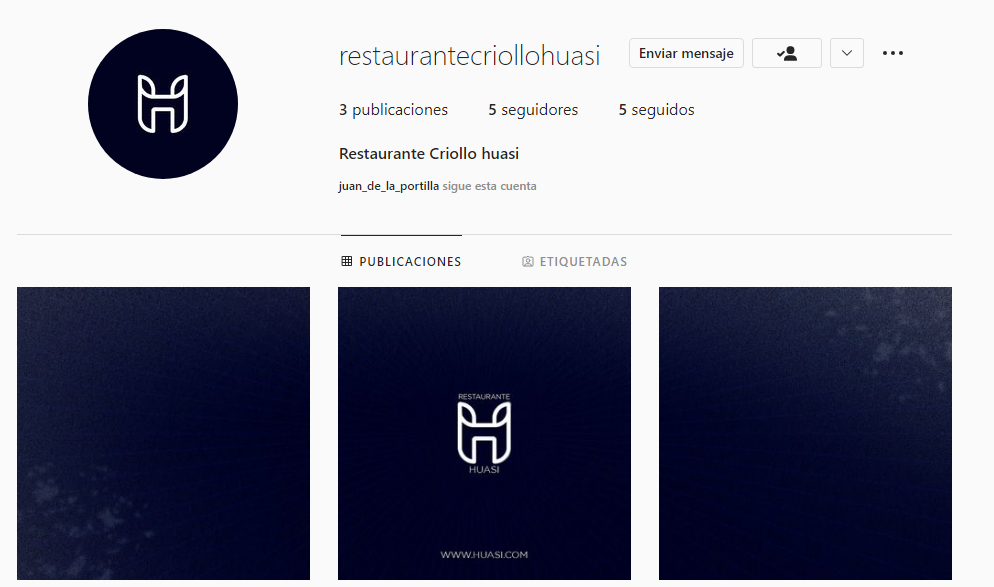 restaurantecriollohuasi
Enviar mensaje
3 publicaciones
5 seguidores
5 seguidos
Restaurante Criollo huasi
juan_de_la_portilla sigue esta cuenta
PUBLICACIONES
ETIQUETADAS
RESTAURANTE
HUASI
WWW.HUASI.COM